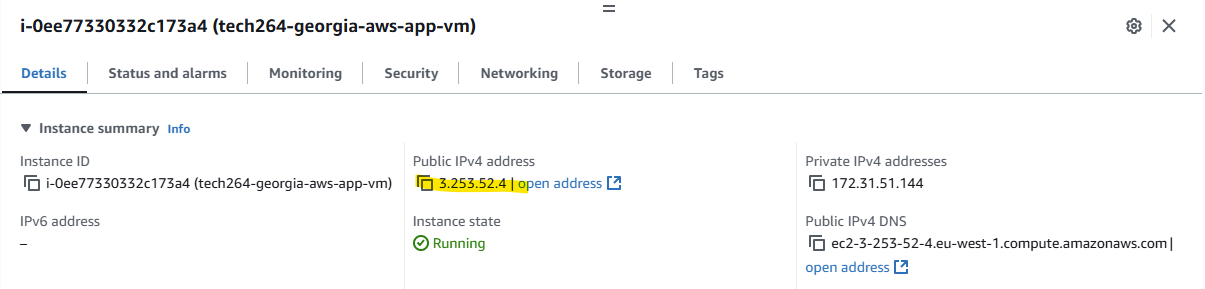 i-0ee77330332c173a4 (tech264-georgia-aws-app-vm)
Details Status and alarms Monitoring Security Networking Storage Tags
Instance summary Info
Instance ID
i-0ee77330332c173a4 (tech264-georgia-aws-app-vm)
Public IPv4 address
3.253.52.4 | open address
Private IPv4 addresses
172.31.51.144
IPv6 address
–
Instance state
Running
Public IPv4 DNS
ec2-3-253-52-4.eu-west-1.compute.amazonaws.com |
open address